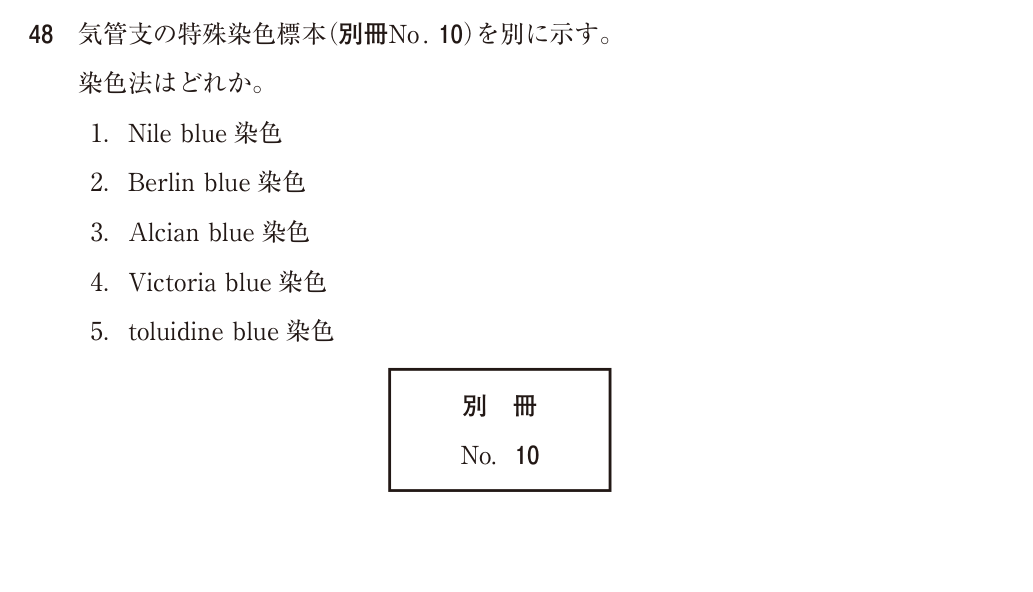 48 気管支の特殊染色標本(別冊No. 10)を別に示す。
染色法はどれか。
1. Nile blue 染色
2. Berlin blue 染色
3. Alcian blue 染色
4. Victoria blue 染色
5. toluidine blue 染色
別 冊
No. 10